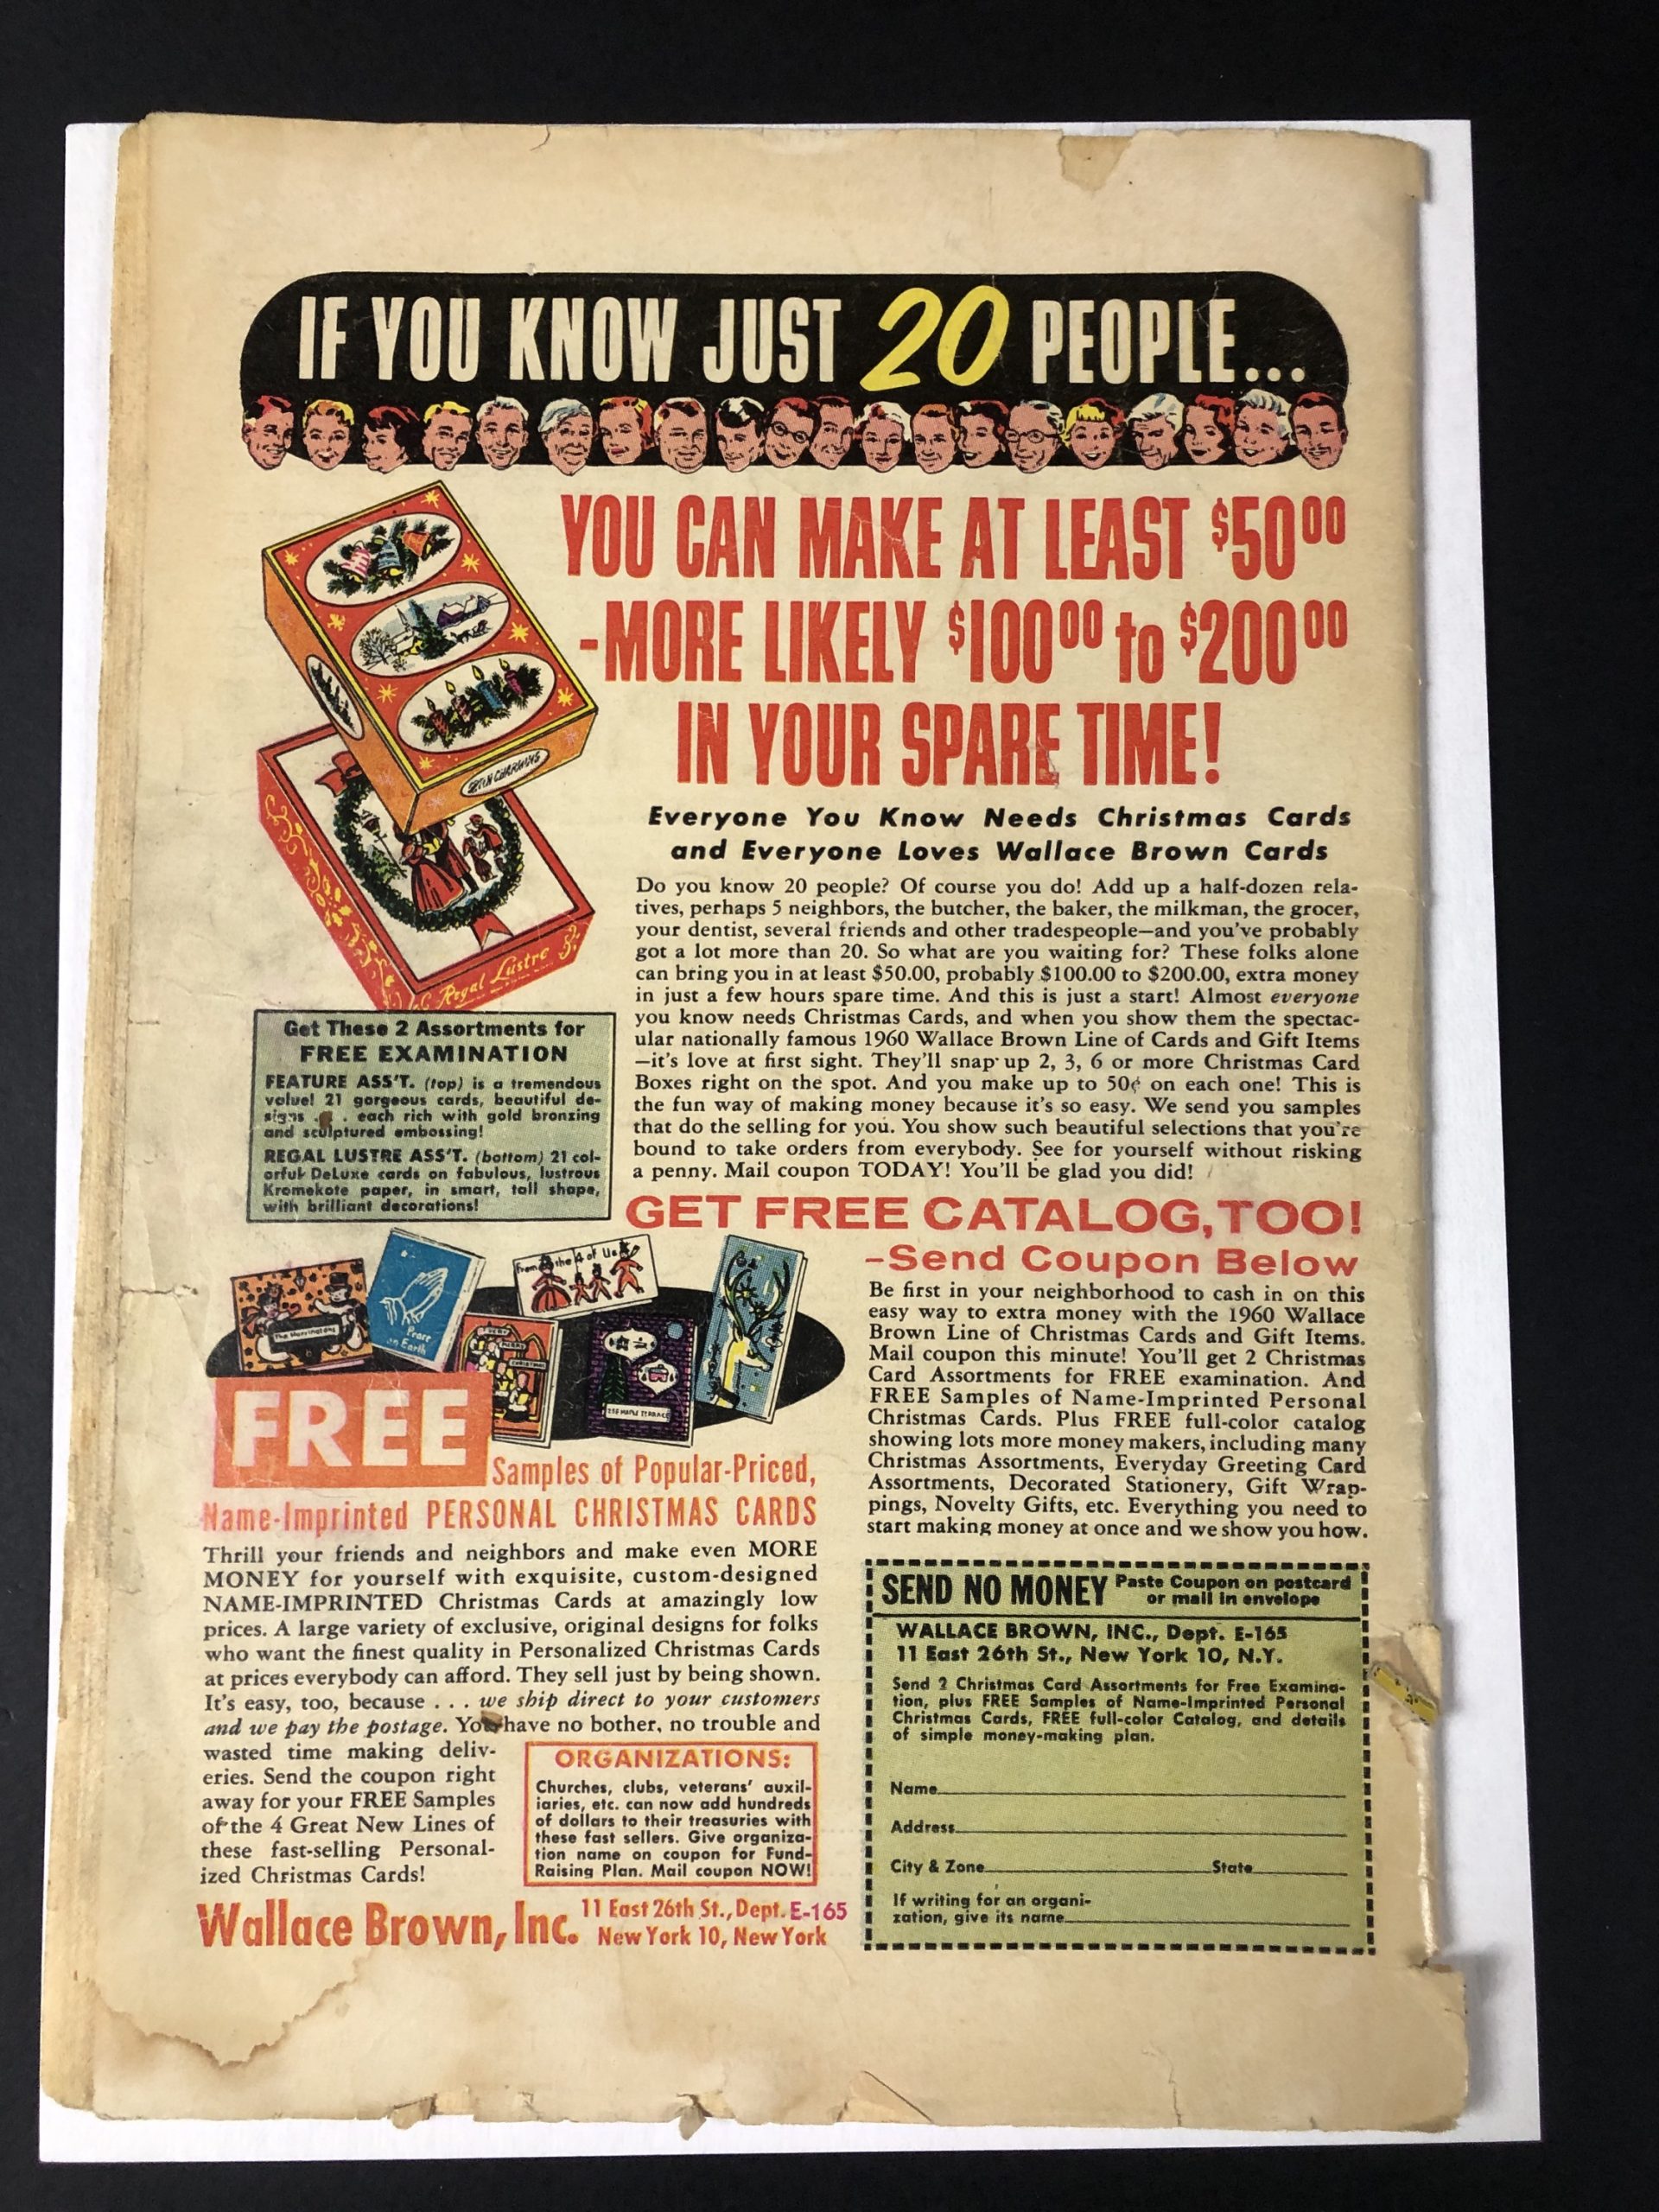 IF YOU KNOW JUST 20 PEOPLE...
YOU CAN MAKE AT LEAST $50 00
-MORE LIKELY $100 00 to $200 00
IN YOUR SPARE TIME!
Everyone You Know Needs Christmas Cards
and Everyone Loves Wallace Brown Cards
Do you know 20 people? Of course you do! Add up a half-dozen rela-
tives, perhaps 5 neighbors, the butcher, the baker, the milkman, the grocer,
your dentist, several friends and other tradespeople—and you've probably
got a lot more than 20. So what are you waiting for? These folks alone
can bring you in at least $50.00, probably $100.00 to $200.00, extra money
in just a few hours spare time. And this is just a start! Almost everyone
you know needs Christmas Cards, and when you show them the spectac-
ular nationally famous 1960 Wallace Brown Line of Cards and Gift Items
—it's love at first sight. They'll snap up 2, 3, 6 or more Christmas Card
Boxes right on the spot. And you make up to 50¢ on each one! This is
the fun way of making money because it's so easy. We send you samples
that do the selling for you. You show such beautiful selections that you're
bound to take orders from everybody. See for yourself without risking
a penny. Mail coupon TODAY! You'll be glad you did!
Regal Lustre
Get These 2 Assortments for
FREE EXAMINATION
FEATURE ASS'T. (top) is a tremendous
value! 21 gorgeous cards, beautiful de-
signs . . . each rich with gold bronzing
and sculptured embossing!
REGAL LUSTRE ASS'T. (bottom) 21 col-
orful DeLuxe cards on fabulous, lustrous
Kromekote paper, in smart, tall shape,
with brilliant decorations!
GET FREE CATALOG, TOO!
-Send Coupon Below
Be first in your neighborhood to cash in on this
easy way to extra money with the 1960 Wallace
Brown Line of Christmas Cards and Gift Items.
Mail coupon this minute! You'll get 2 Christmas
Card Assortments for FREE examination. And
FREE Samples of Name-Imprinted Personal
Christmas Cards. Plus FREE full-color catalog
showing lots more money makers, including many
Christmas Assortments, Everyday Greeting Card
Assortments, Decorated Stationery, Gift Wrap-
pings, Novelty Gifts, etc. Everything you need to
start making money at once and we show you how.
The Harringtons
Peace
on Earth
From the 4 of Us
VERY
MERRY
CHRISTMAS
FREE
Samples of Popular-Priced,
Name-Imprinted PERSONAL CHRISTMAS CARDS
Thrill your friends and neighbors and make even MORE
MONEY for yourself with exquisite, custom-designed
NAME-IMPRINTED Christmas Cards at amazingly low
prices. A large variety of exclusive, original designs for folks
who want the finest quality in Personalized Christmas Cards
at prices everybody can afford. They sell just by being shown.
It's easy, too, because . . . we ship direct to your customers
and we pay the postage. You have no bother, no trouble and
wasted time making deliv-
eries. Send the coupon right
away for your FREE Samples
of the 4 Great New Lines of
these fast-selling Personal-
ized Christmas Cards!
ORGANIZATIONS:
Churches, clubs, veterans' auxil-
iaries, etc. can now add hundreds
of dollars to their treasuries with
these fast sellers. Give organiza-
tion name on coupon for Fund-
Raising Plan. Mail coupon NOW!
Wallace Brown, Inc. 11 East 26th St., Dept. E-165
New York 10, New York
SEND NO MONEY Paste Coupon on postcard
or mail in envelope
WALLACE BROWN, INC., Dept. E-165
11 East 26th St., New York 10, N.Y.
Send 2 Christmas Card Assortments for Free Examina-
tion, plus FREE Samples of Name-Imprinted Personal
Christmas Cards, FREE full-color Catalog, and details
of simple money-making plan.
Name
Address
City & Zone State
If writing for an organi-
zation, give its name